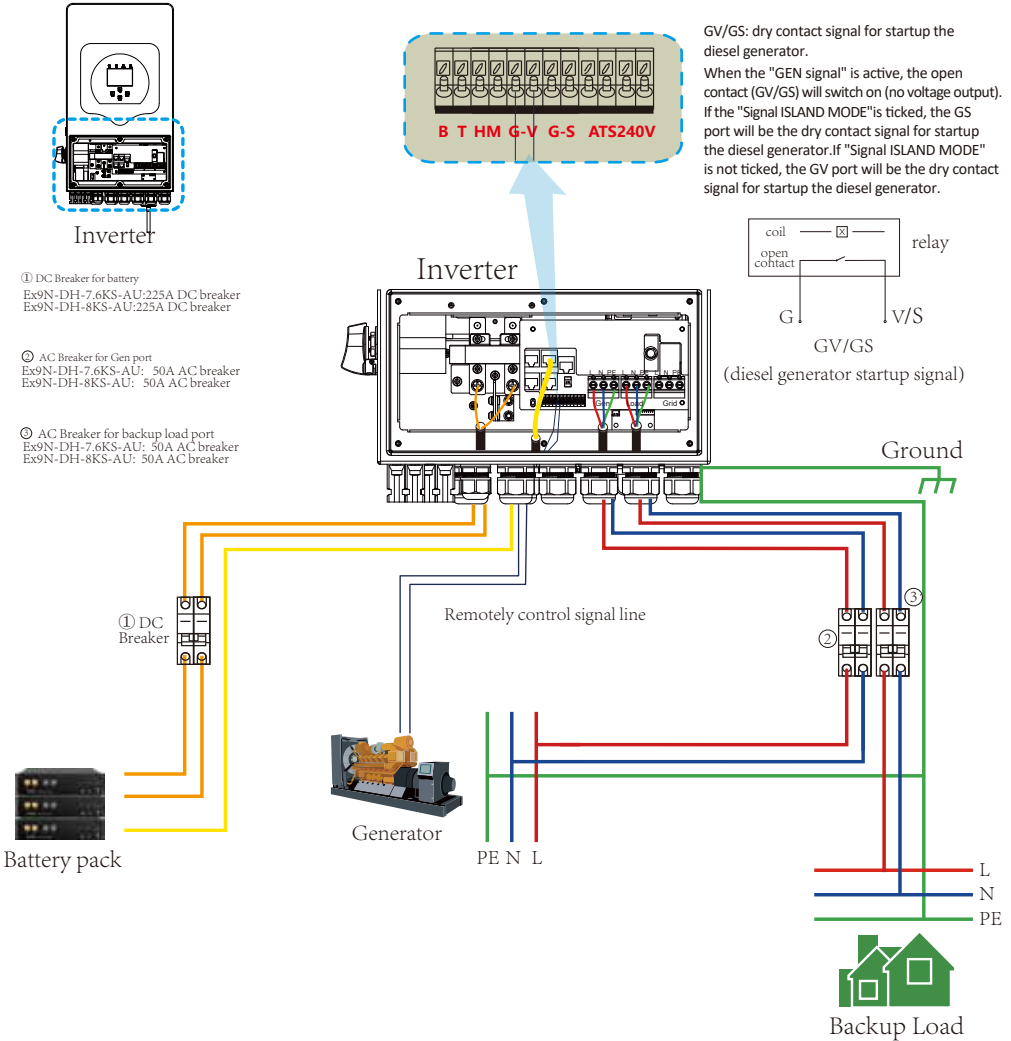 GV/GS: dry contact signal for startup the
diesel generator.
When the "GEN signal" is active, the open
contact (GV/GS) will switch on (no voltage output).
If the "Signal ISLAND MODE"is ticked, the GS
port will be the dry contact signal for startup
the diesel generator.If "Signal ISLAND MODE"
is not ticked, the GV port will be the dry contact
signal for startup the diesel generator.
B T HM G-V G-S ATS240V
Inverter
coil
open
contact
relay
G
V/S
GV/GS
(diesel generator startup signal)
① DC Breaker for battery
Ex9N-DH-7.6KS-AU:225A DC breaker
Ex9N-DH-8KS-AU:225A DC breaker
② AC Breaker for Gen port
Ex9N-DH-7.6KS-AU: 50A AC breaker
Ex9N-DH-8KS-AU: 50A AC breaker
③ AC Breaker for backup load port
Ex9N-DH-7.6KS-AU: 50A AC breaker
Ex9N-DH-8KS-AU: 50A AC breaker
Inverter
L N PE L N PE L N PE
Gen Load Grid
Ground
① DC
Breaker
Remotely control signal line
②
③
Generator
Battery pack
PE N L
L
N
PE
Backup Load